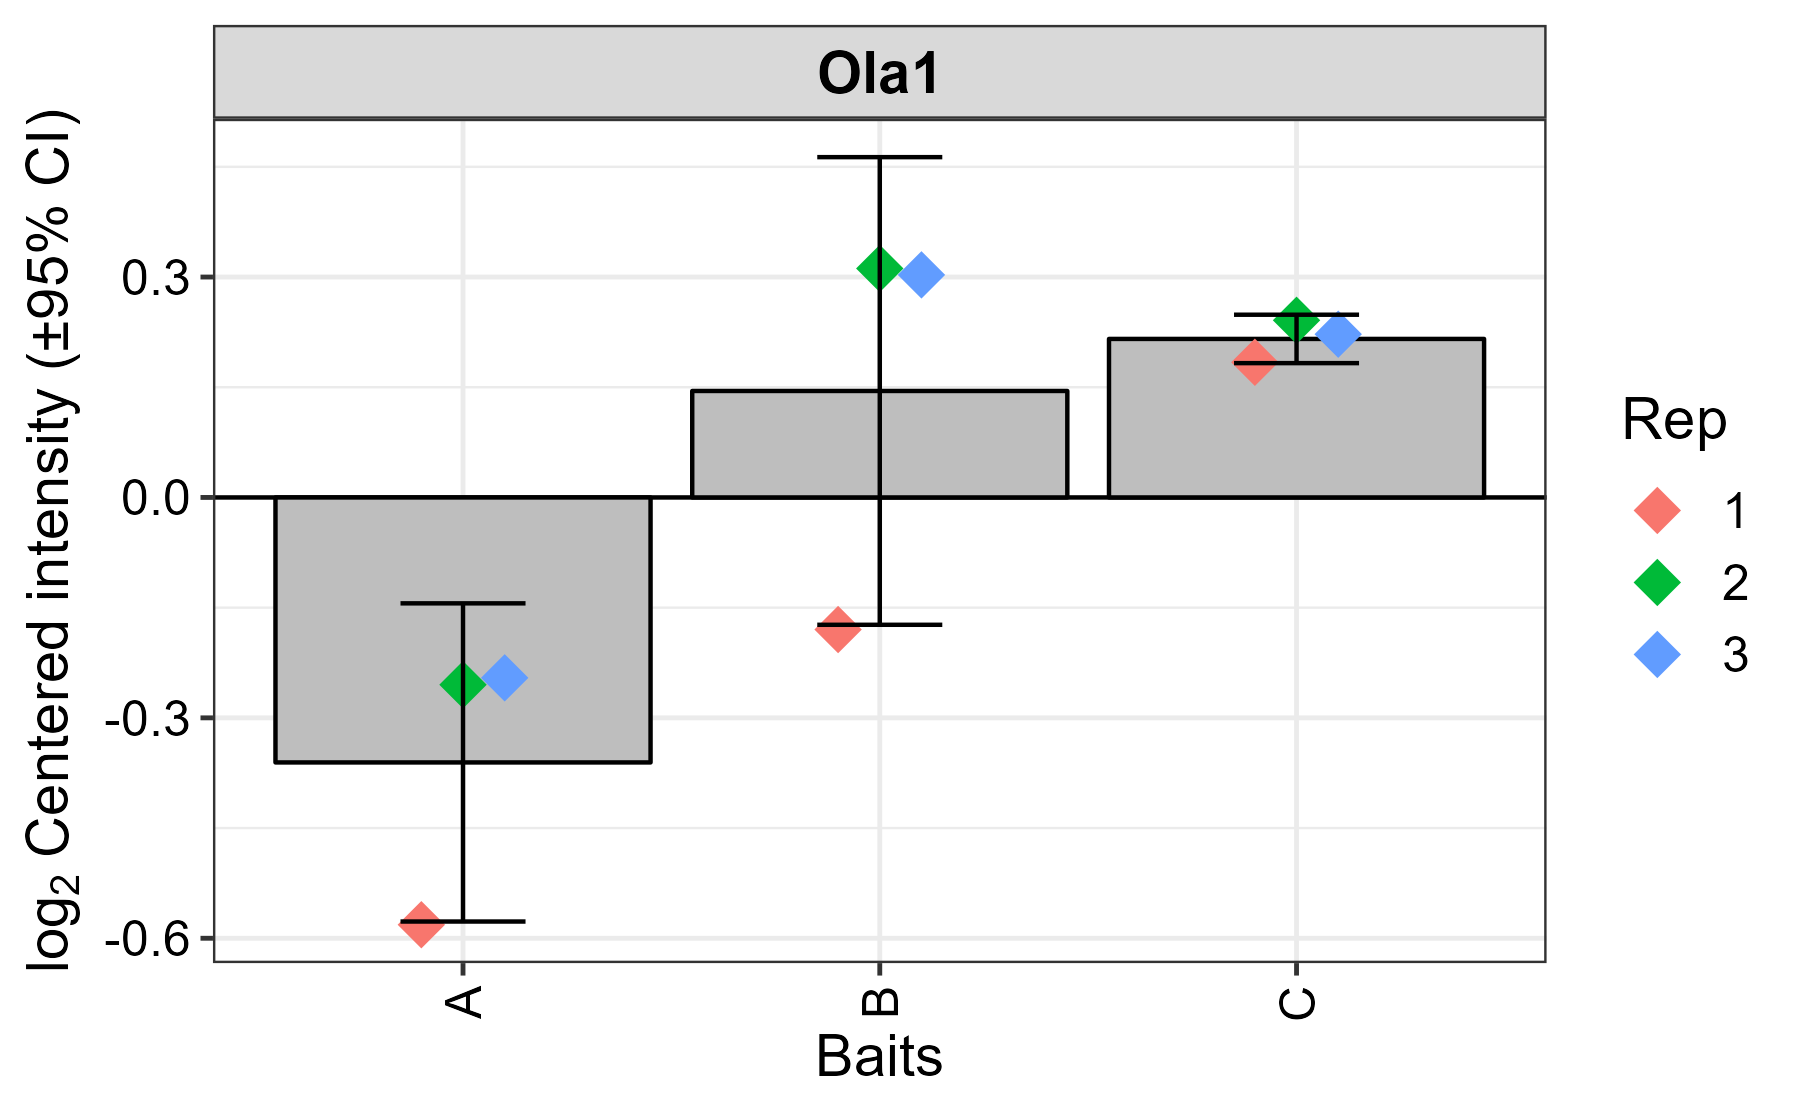 Ola1
log₂ Centered intensity (±95% CI)
0.3
0.0
-0.3
-0.6
A
B
C
Baits
Rep
1
2
3